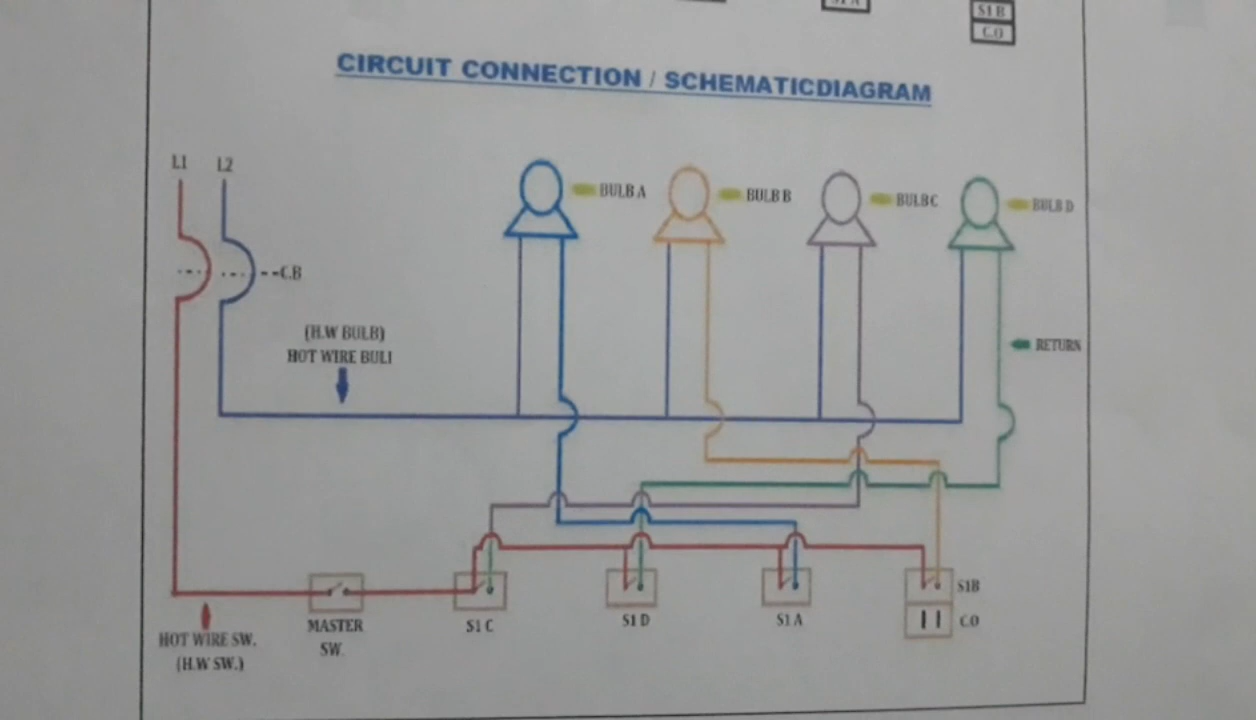 S1 B
C.O
CIRCUIT CONNECTION / SCHEMATICDIAGRAM
L1 L2
BULB A
BULB B
BULB C
BULB D
--C.B
(H.W BULB)
HOT WIRE BULI
RETURN
S1B
C.O
MASTER
SW.
S1 C
S1 D
S1 A
HOT WIRE SW.
(H.W SW.)